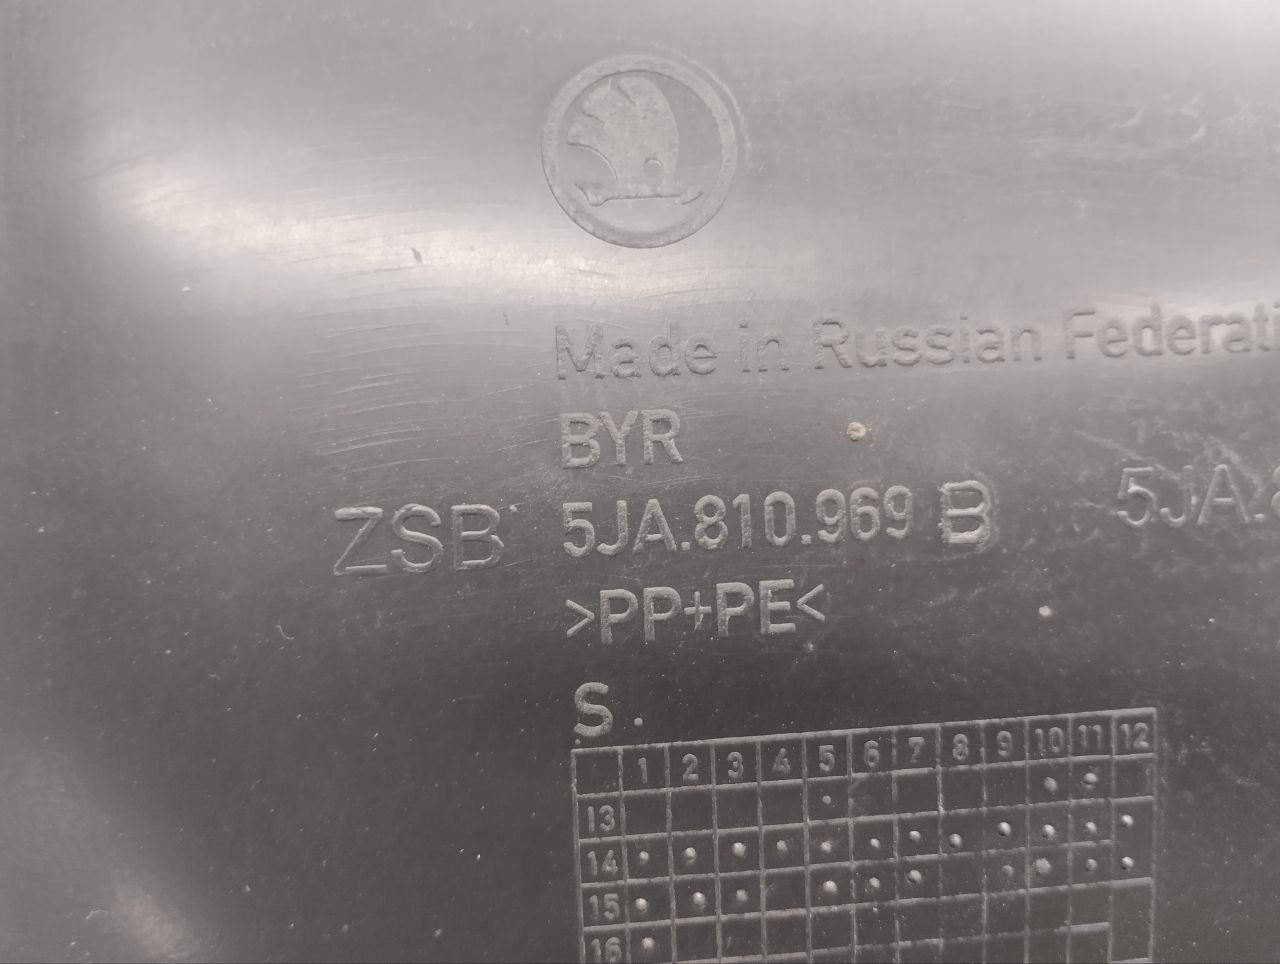 Made in Russian Federati
BYR
ZSB 5JA.810.969 B 5JA.
>PP+PE<
S.
1 2 3 4 5 6 7 8 9 10 11 12
13
14
15
16